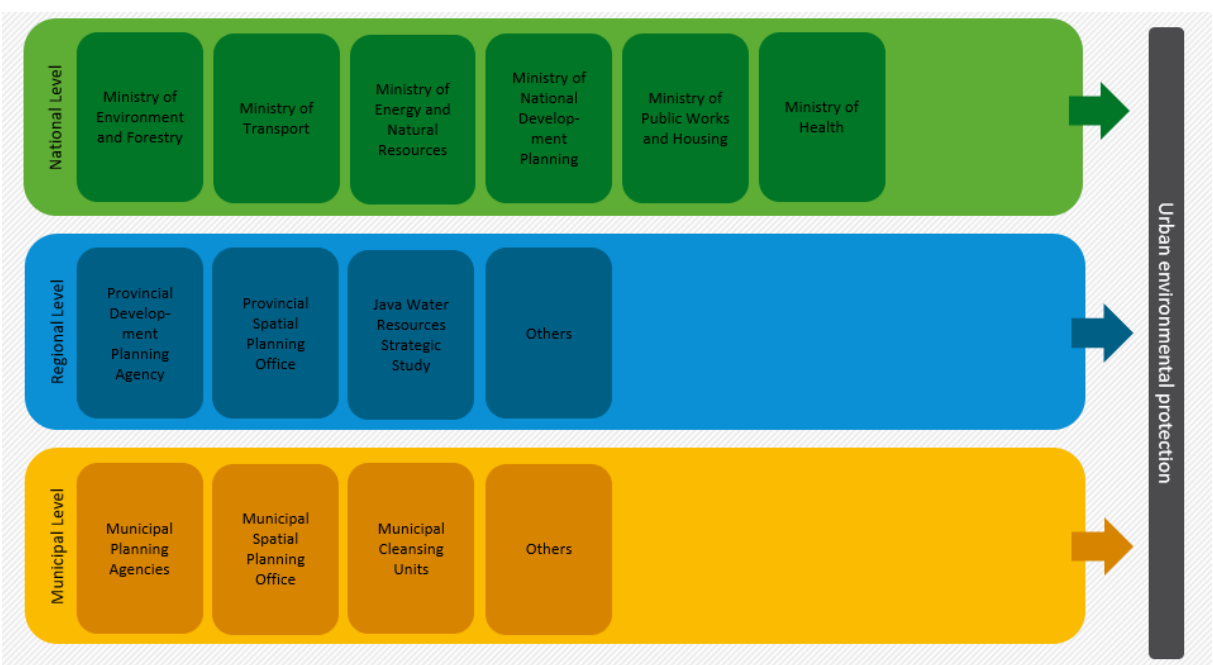 National Level
Ministry of
Environment
and Forestry
Ministry of
Transport
Ministry of
Energy and
Natural
Resources
Ministry of
National
Develop-
ment
Planning
Ministry of
Public Works
and Housing
Ministry of
Health
Regional Level
Provincial
Develop-
ment
Planning
Agency
Provincial
Spatial
Planning
Office
Java Water
Resources
Strategic
Study
Others
Municipal Level
Municipal
Planning
Agencies
Municipal
Spatial
Planning
Office
Municipal
Cleansing
Units
Others
Urban environmental protection